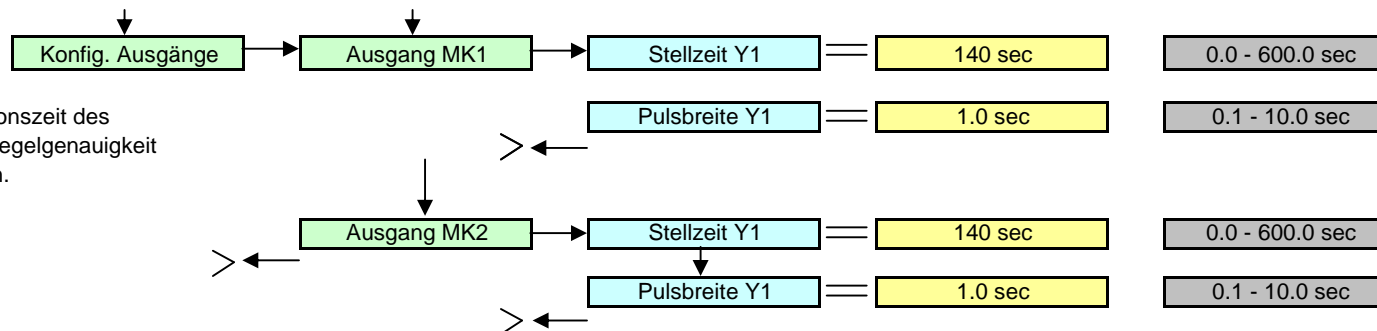 Konfig. Ausgänge Ausgang MK1 Stellzeit Y1 140 sec 0.0 - 600.0 sec
onszeit des
Pulsbreite Y1 1.0 sec 0.1 - 10.0 sec
egelgenauigkeit
Ausgang MK2 Stellzeit Y1 140 sec 0.0 - 600.0 sec
Pulsbreite Y1 1.0 sec 0.1 - 10.0 sec